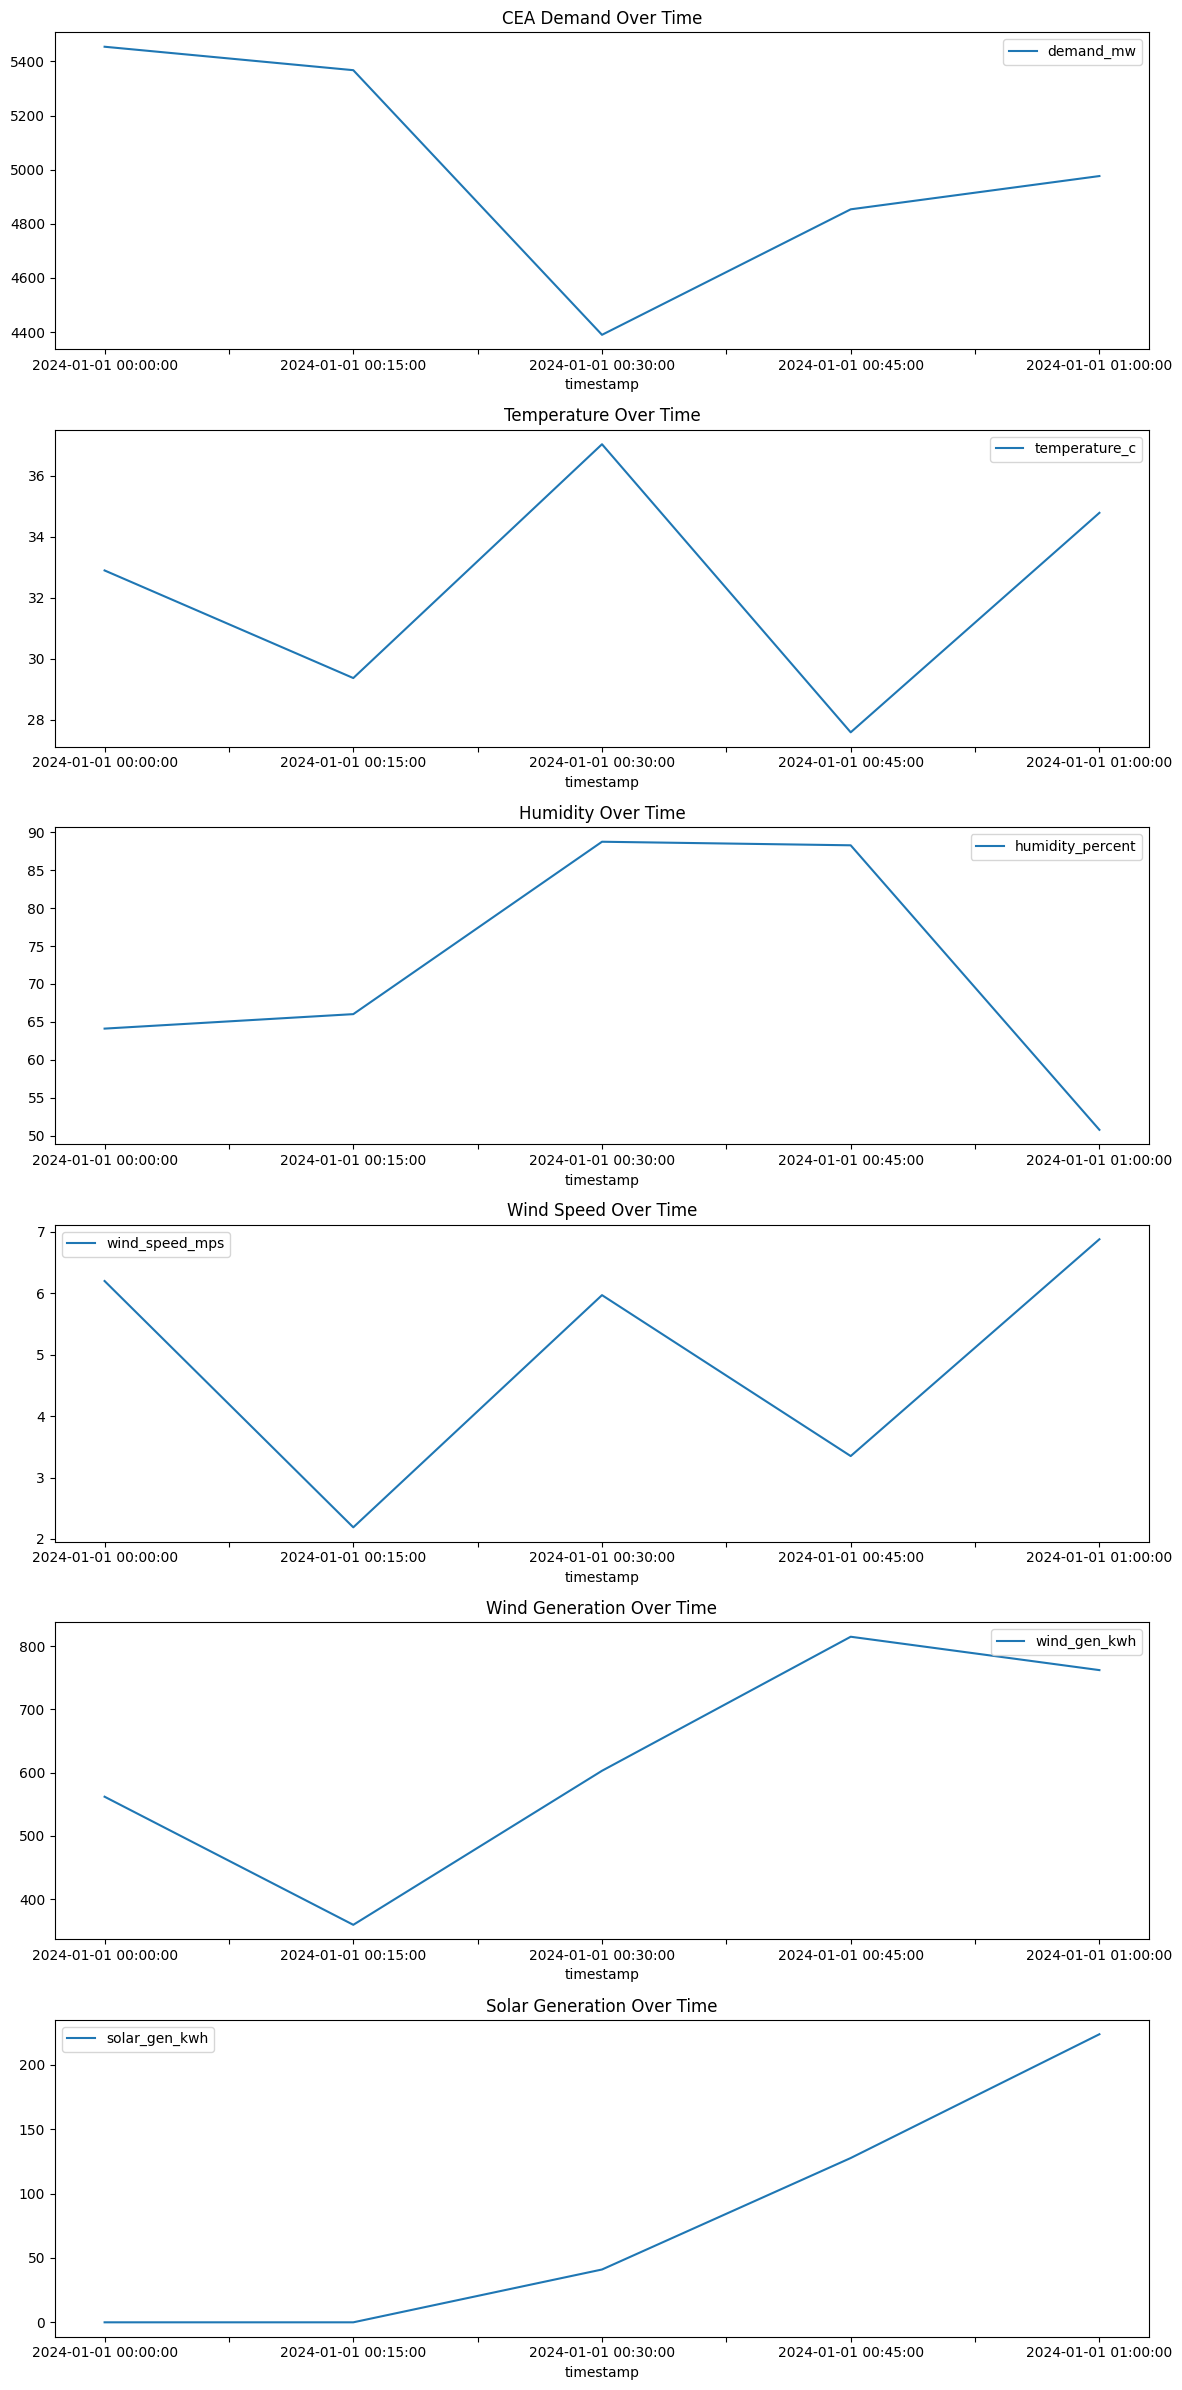 CEA Demand Over Time
demand_mw
5400
5200
5000
4800
4600
4400
2024-01-01 00:00:00 2024-01-01 00:15:00 2024-01-01 00:30:00 2024-01-01 00:45:00 2024-01-01 01:00:00
timestamp
Temperature Over Time
temperature_c
36
34
32
30
28
2024-01-01 00:00:00 2024-01-01 00:15:00 2024-01-01 00:30:00 2024-01-01 00:45:00 2024-01-01 01:00:00
timestamp
Humidity Over Time
humidity_percent
90
85
80
75
70
65
60
55
50
2024-01-01 00:00:00 2024-01-01 00:15:00 2024-01-01 00:30:00 2024-01-01 00:45:00 2024-01-01 01:00:00
timestamp
Wind Speed Over Time
wind_speed_mps
7
6
5
4
3
2
2024-01-01 00:00:00 2024-01-01 00:15:00 2024-01-01 00:30:00 2024-01-01 00:45:00 2024-01-01 01:00:00
timestamp
Wind Generation Over Time
wind_gen_kwh
800
700
600
500
400
2024-01-01 00:00:00 2024-01-01 00:15:00 2024-01-01 00:30:00 2024-01-01 00:45:00 2024-01-01 01:00:00
timestamp
Solar Generation Over Time
solar_gen_kwh
200
150
100
50
0
2024-01-01 00:00:00 2024-01-01 00:15:00 2024-01-01 00:30:00 2024-01-01 00:45:00 2024-01-01 01:00:00
timestamp